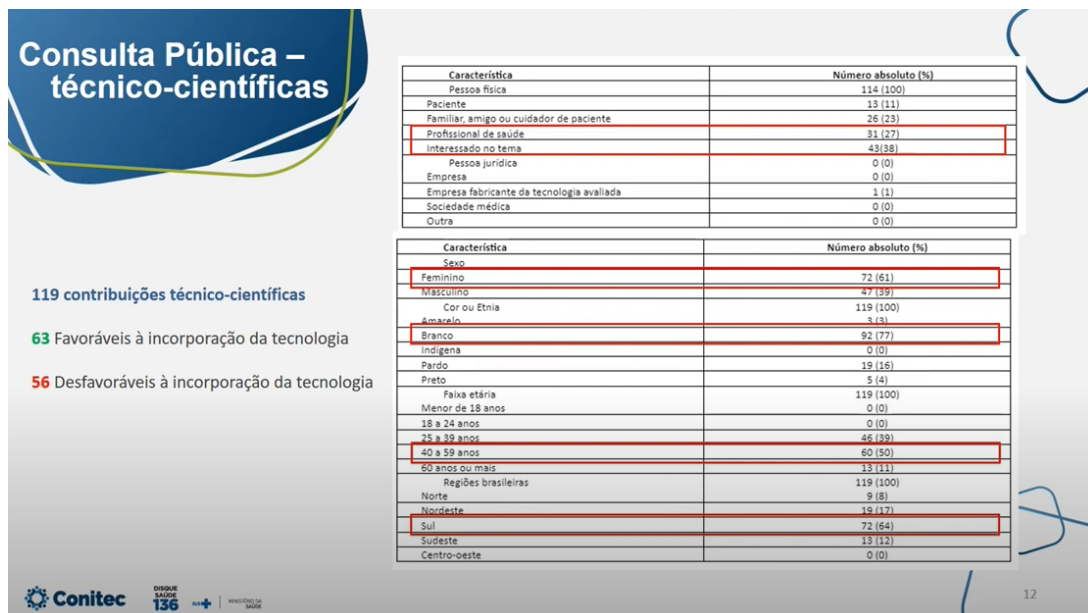 Consulta Pública –
técnico-científicas
119 contribuições técnico-científicas
63 Favoráveis à incorporação da tecnologia
56 Desfavoráveis à incorporação da tecnologia
Característica Número absoluto (%)
Pessoa física 114 (100)
Paciente 13 (11)
Familiar, amigo ou cuidador de paciente 26 (23)
Profissional de saúde 31 (27)
Interessado no tema 43(38)
Pessoa jurídica 0 (0)
Empresa 0 (0)
Empresa fabricante da tecnologia avaliada 1 (1)
Sociedade médica 0 (0)
Outra 0 (0)
Característica Número absoluto (%)
Sexo
Feminino 72 (61)
Masculino 47 (39)
Cor ou Etnia 119 (100)
Amarelo 3 (3)
Branco 92 (77)
Indígena 0 (0)
Pardo 19 (16)
Preto 5 (4)
Faixa etária 119 (100)
Menor de 18 anos 0 (0)
18 a 24 anos 0 (0)
25 a 39 anos 46 (39)
40 a 59 anos 60 (50)
60 anos ou mais 13 (11)
Regiões brasileiras 119 (100)
Norte 9 (8)
Nordeste 19 (17)
Sul 72 (64)
Sudeste 13 (12)
Centro-oeste 0 (0)
Conitec
DISQUE
SAÚDE
136
SUS
MINISTÉRIO DA
SAÚDE
12